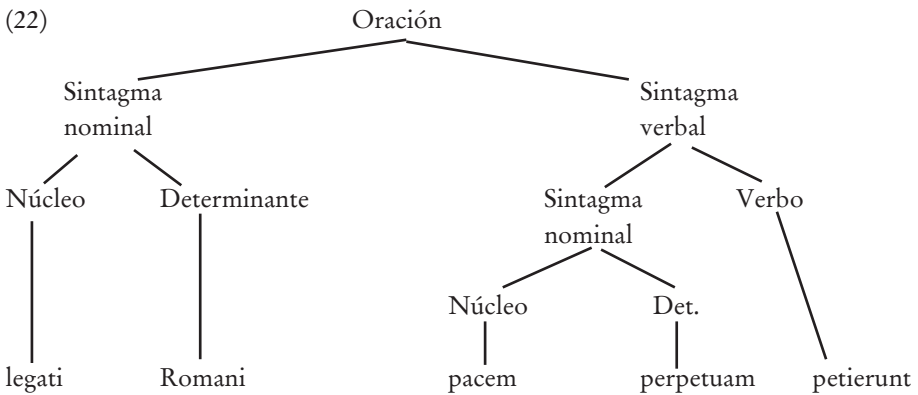 (22) Oración
Sintagma nominal Sintagma verbal
Núcleo Determinante Sintagma nominal Verbo
Núcleo Det.
legati Romani pacem perpetuam petierunt